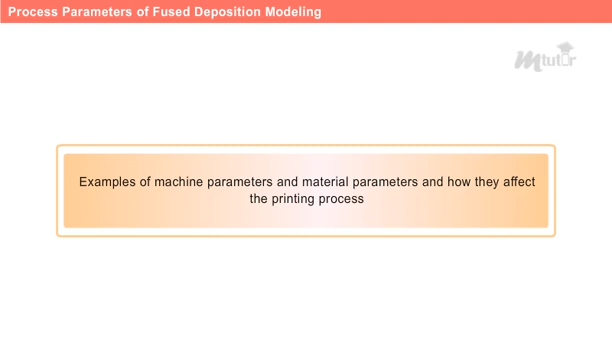 Process Parameters of Fused Deposition Modeling
mtutor
Examples of machine parameters and material parameters and how they affect
the printing process